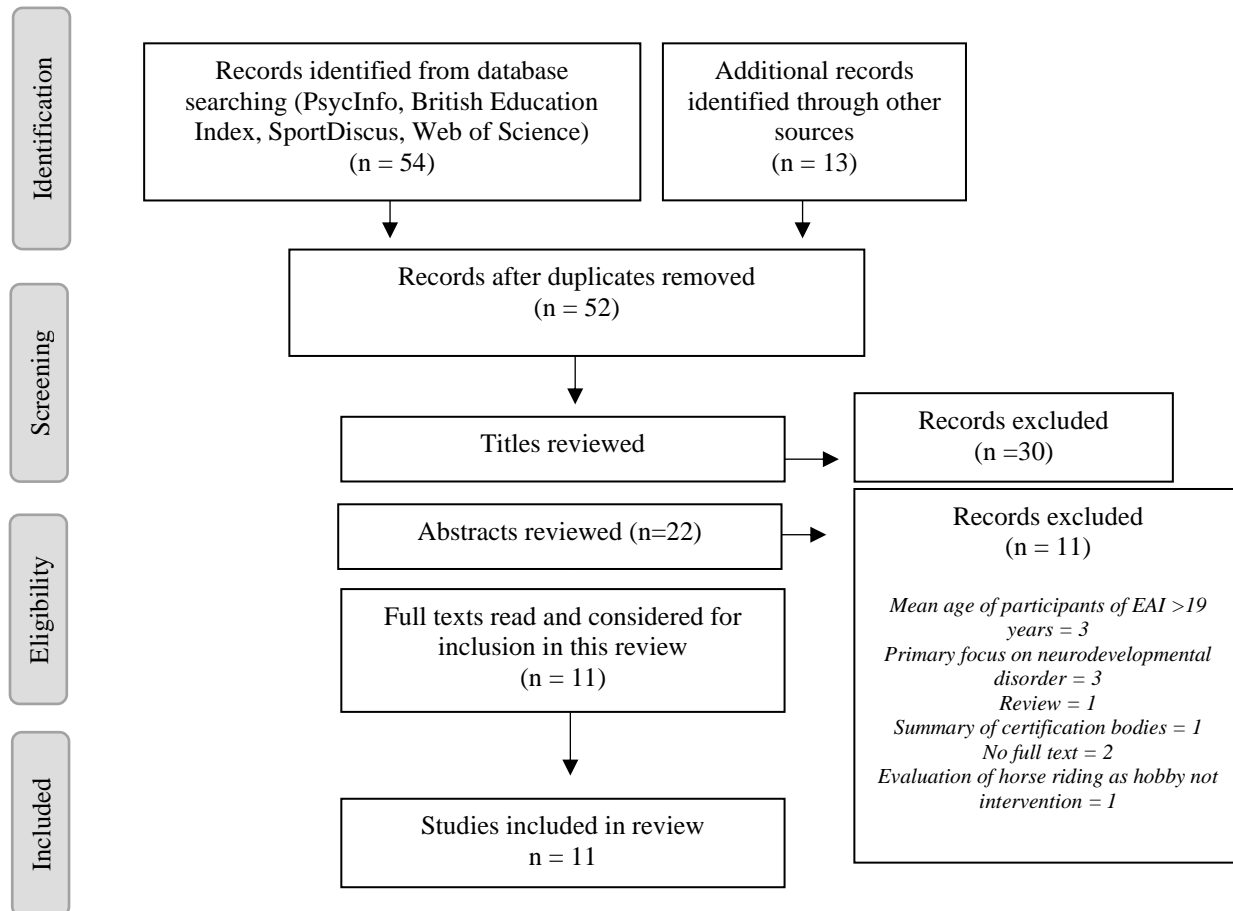 Identification
Records identified from database
searching (PsycInfo, British Education
Index, SportDiscus, Web of Science)
(n = 54)
Additional records
identified through other
sources
(n = 13)
Screening
Records after duplicates removed
(n = 52)
Titles reviewed
Records excluded
(n =30)
Eligibility
Abstracts reviewed (n=22)
Records excluded
(n = 11)
Mean age of participants of EAI >19
years = 3
Primary focus on neurodevelopmental
disorder = 3
Review = 1
Summary of certification bodies = 1
No full text = 2
Evaluation of horse riding as hobby not
intervention = 1
Full texts read and considered for
inclusion in this review
(n = 11)
Included
Studies included in review
n = 11